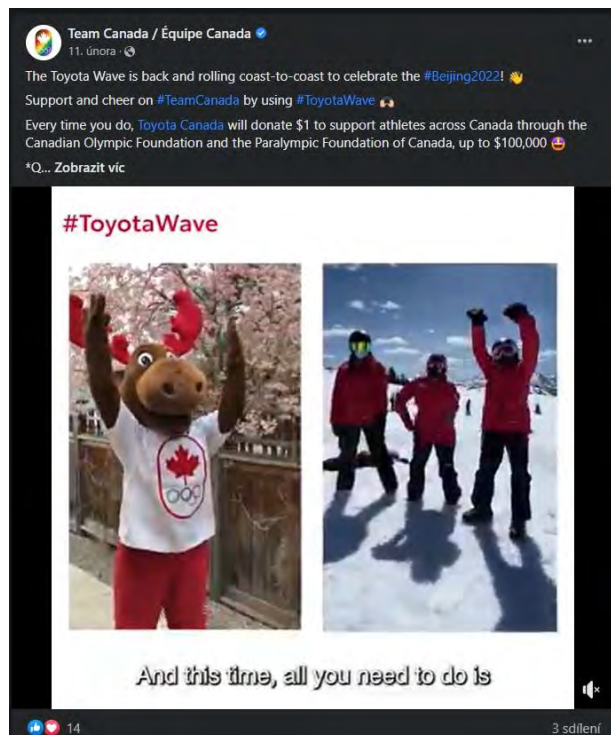 Team Canada / Équipe Canada
11. února ·
The Toyota Wave is back and rolling coast-to-coast to celebrate the #Beijing2022! 👋
Support and cheer on #TeamCanada by using #ToyotaWave 🙌🏻
Every time you do, Toyota Canada will donate $1 to support athletes across Canada through the
Canadian Olympic Foundation and the Paralympic Foundation of Canada, up to $100,000 🤩
*Q... Zobrazit víc
#ToyotaWave
And this time, all you need to do is
14
3 sdílení